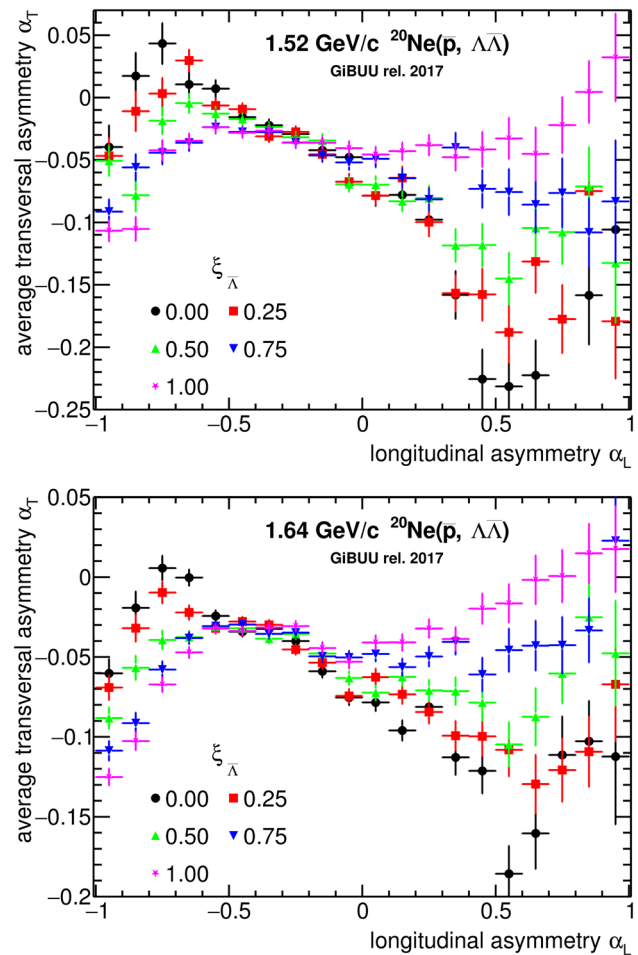 average transversal asymmetry α_T
0.05
0
−0.05
−0.1
−0.15
−0.2
−0.25
1.52 GeV/c ²⁰Ne(p̅, ΛΛ̅)
GiBUU rel. 2017
ξ_Λ̅
0.00 0.25
0.50 0.75
1.00
−1 −0.5 0 0.5 1
longitudinal asymmetry α_L
average transversal asymmetry α_T
0.05
0
−0.05
−0.1
−0.15
−0.2
1.64 GeV/c ²⁰Ne(p̅, ΛΛ̅)
GiBUU rel. 2017
ξ_Λ̅
0.00 0.25
0.50 0.75
1.00
−1 −0.5 0 0.5 1
longitudinal asymmetry α_L